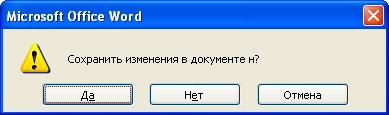 Microsoft Office Word
Сохранить изменения в документе н?
Да Нет Отмена